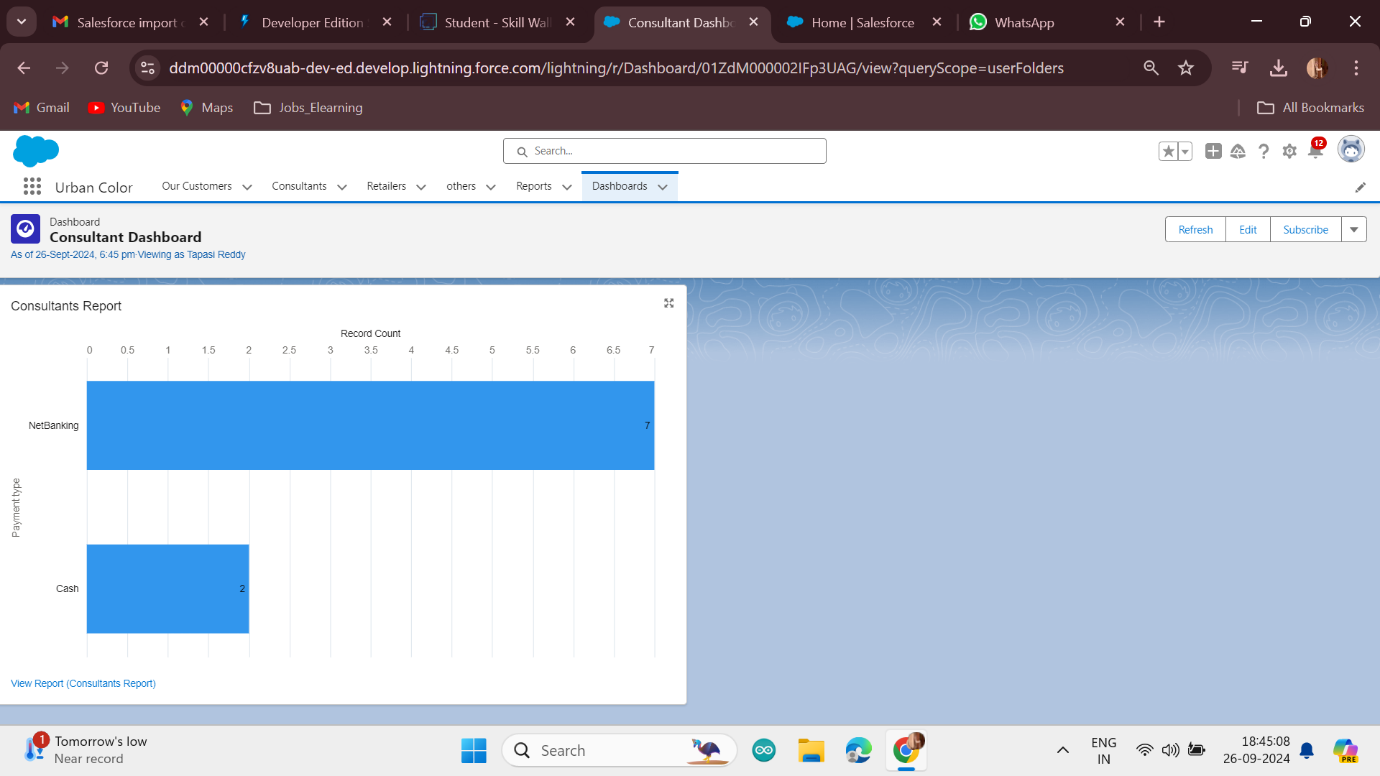 Salesforce import c
Developer Edition
Student - Skill Wall
Consultant Dashbo
Home | Salesforce
WhatsApp
ddm00000cfzv8uab-dev-ed.develop.lightning.force.com/lightning/r/Dashboard/01ZdM000002IFp3UAG/view?queryScope=userFolders
Gmail
YouTube
Maps
Jobs_Elearning
All Bookmarks
Search...
12
Urban Color
Our Customers
Consultants
Retailers
others
Reports
Dashboards
Dashboard
Consultant Dashboard
As of 26-Sept-2024, 6:45 pm·Viewing as Tapasi Reddy
Refresh
Edit
Subscribe
Consultants Report
Record Count
0 0.5 1 1.5 2 2.5 3 3.5 4 4.5 5 5.5 6 6.5 7
Payment type
NetBanking
7
Cash
2
View Report (Consultants Report)
1
Tomorrow's low
Near record
Search
ENG
IN
18:45:08
26-09-2024
PRE